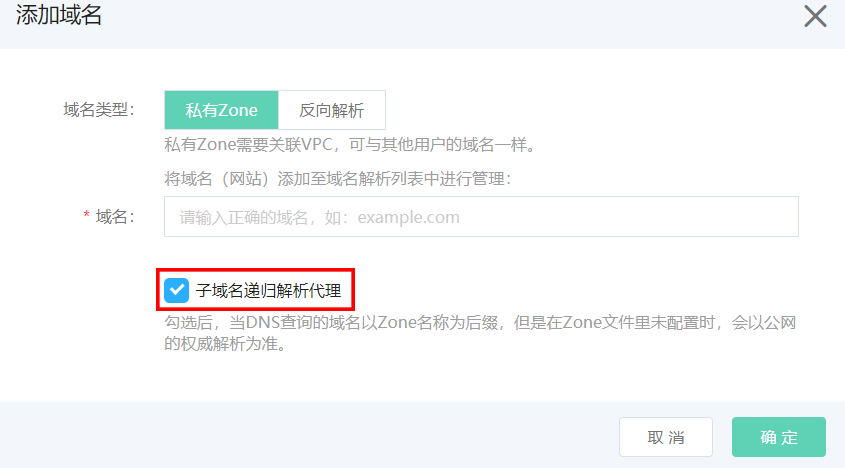 添加域名
域名类型：
私有Zone
反向解析
私有Zone需要关联VPC，可与其他用户的域名一样。
将域名（网站）添加至域名解析列表中进行管理：
* 域名：
请输入正确的域名，如：example.com
子域名递归解析代理
勾选后，当DNS查询的域名以Zone名称为后缀，但是在Zone文件里未配置时，会以公网
的权威解析为准。
取 消
确 定